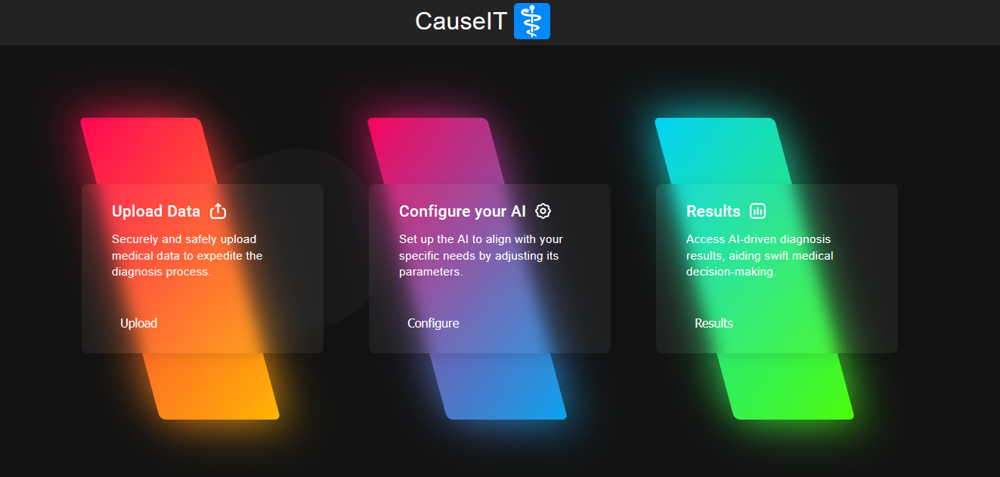 CauseIT
Upload Data
Securely and safely upload
medical data to expedite the
diagnosis process.
Upload
Configure your AI
Set up the AI to align with your
specific needs by adjusting its
parameters.
Configure
Results
Access AI-driven diagnosis
results, aiding swift medical
decision-making.
Results